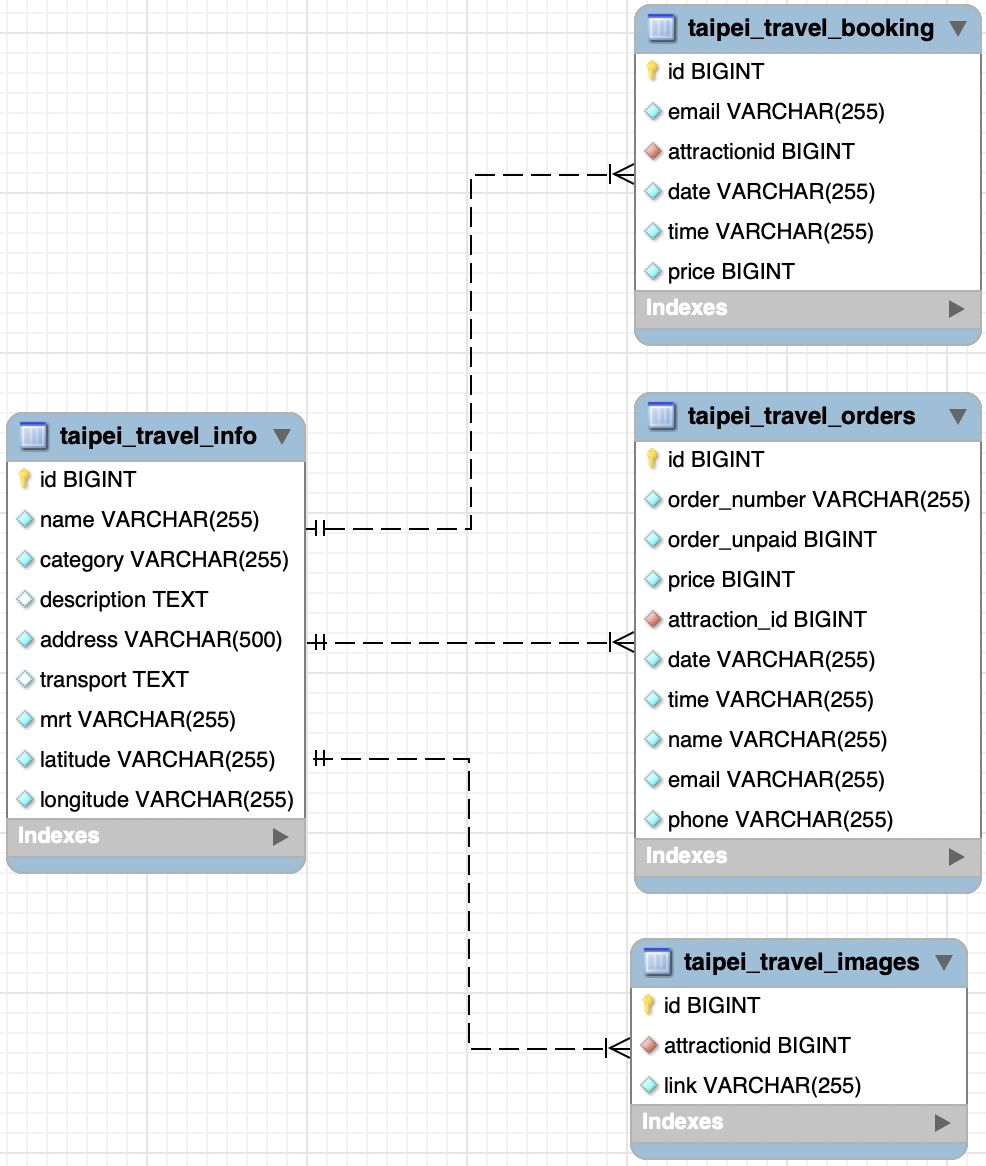 taipei_travel_booking
id BIGINT
email VARCHAR(255)
attractionid BIGINT
date VARCHAR(255)
time VARCHAR(255)
price BIGINT
Indexes
taipei_travel_info
id BIGINT
name VARCHAR(255)
category VARCHAR(255)
description TEXT
address VARCHAR(500)
transport TEXT
mrt VARCHAR(255)
latitude VARCHAR(255)
longitude VARCHAR(255)
Indexes
taipei_travel_orders
id BIGINT
order_number VARCHAR(255)
order_unpaid BIGINT
price BIGINT
attraction_id BIGINT
date VARCHAR(255)
time VARCHAR(255)
name VARCHAR(255)
email VARCHAR(255)
phone VARCHAR(255)
Indexes
taipei_travel_images
id BIGINT
attractionid BIGINT
link VARCHAR(255)
Indexes